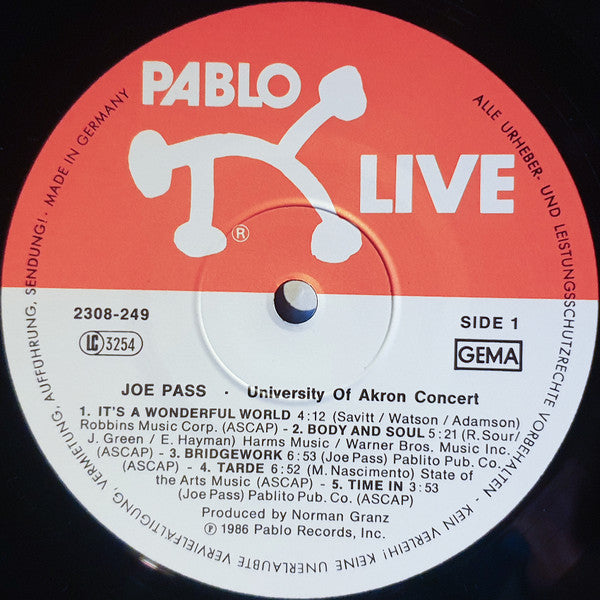 PABLO
LIVE
®
2308-249
SIDE 1
LC 3254
GEMA
JOE PASS · University Of Akron Concert
1. IT'S A WONDERFUL WORLD 4:12 (Savitt / Watson / Adamson)
Robbins Music Corp. (ASCAP) - 2. BODY AND SOUL 5:21 (R. Sour/
J. Green / E. Hayman) Harms Music / Warner Bros. Music Inc.
(ASCAP) - 3. BRIDGEWORK 6:53 (Joe Pass) Pablito Pub. Co.
(ASCAP) - 4. TARDE 6:52 (M. Nascimento) State of
the Arts Music (ASCAP) - 5. TIME IN 3:53
(Joe Pass) Pablito Pub. Co. (ASCAP)
Produced by Norman Granz
℗ 1986 Pablo Records, Inc.
ALLE URHEBER- UND LEISTUNGSSCHUTZRECHTE VORBEHALTEN - KEIN VERLEIH! KEINE UNERLAUBTE VERVIELFÄLTIGUNG, VERMIETUNG, AUFFÜHRUNG, SENDUNG! · MADE IN GERMANY